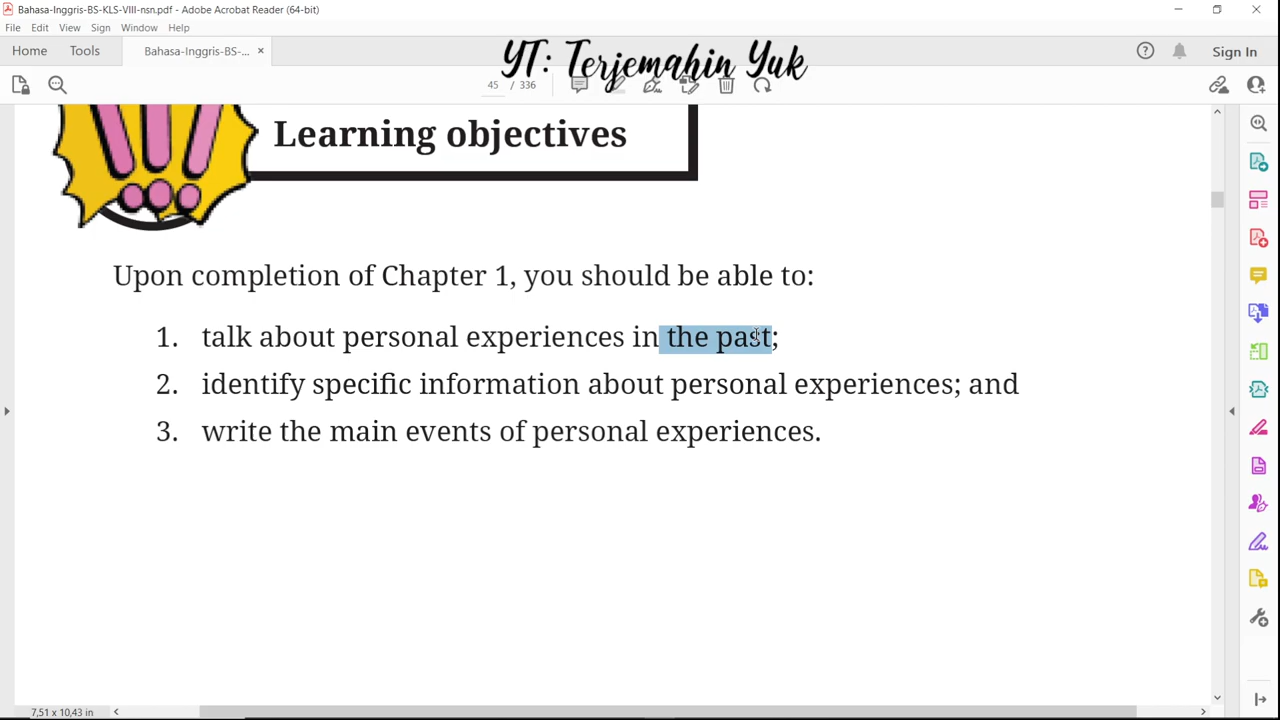 Bahasa-Inggris-BS-KLS-VIII-nsn.pdf - Adobe Acrobat Reader (64-bit)
File Edit View Sign Window Help
Home Tools Bahasa-Inggris-BS-... × Sign In
YT: Terjemahin Yuk
45 / 336
Learning objectives
Upon completion of Chapter 1, you should be able to:
1. talk about personal experiences in the past;
2. identify specific information about personal experiences; and
3. write the main events of personal experiences.
7,51 x 10,43 in